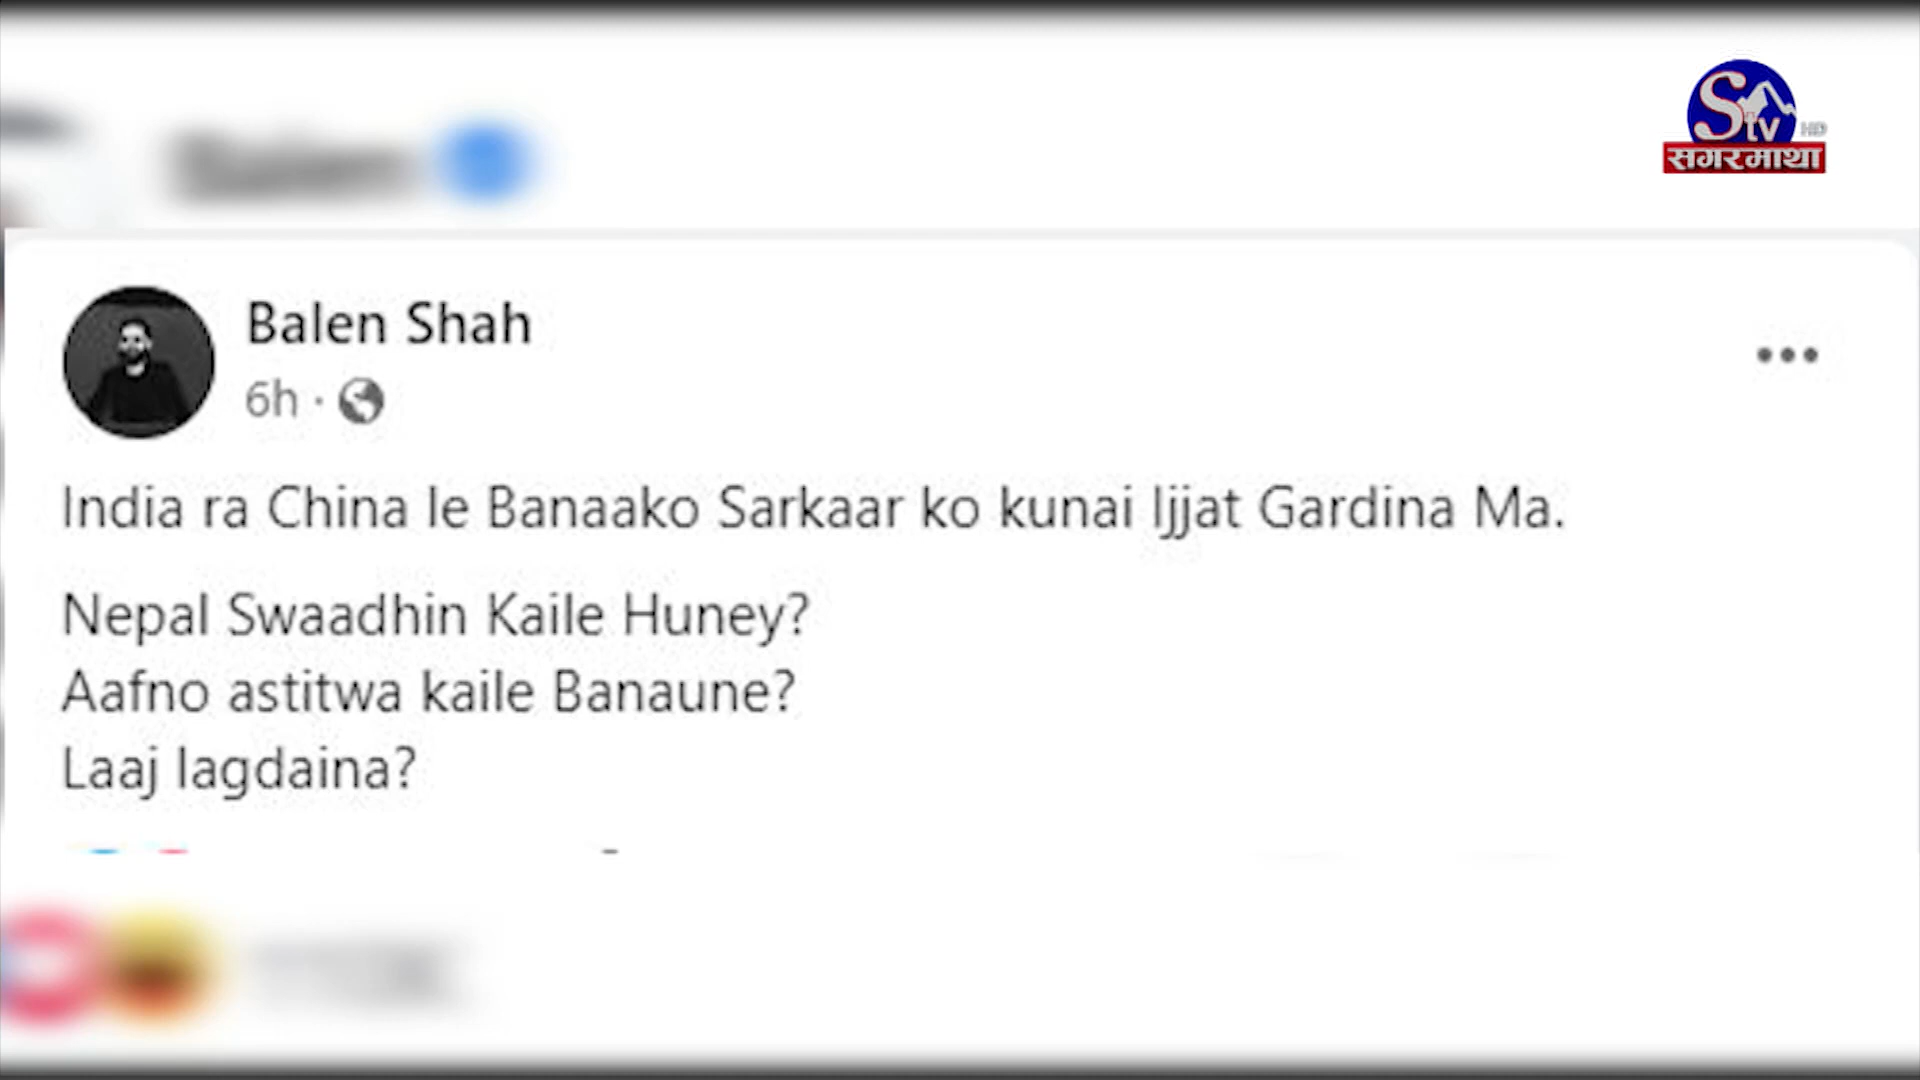 Stv HD
सगरमाथा
Balen Shah
6h ·
India ra China le Banaako Sarkaar ko kunai Ijjat Gardina Ma.
Nepal Swaadhin Kaile Huney?
Aafno astitwa kaile Banaune?
Laaj lagdaina?